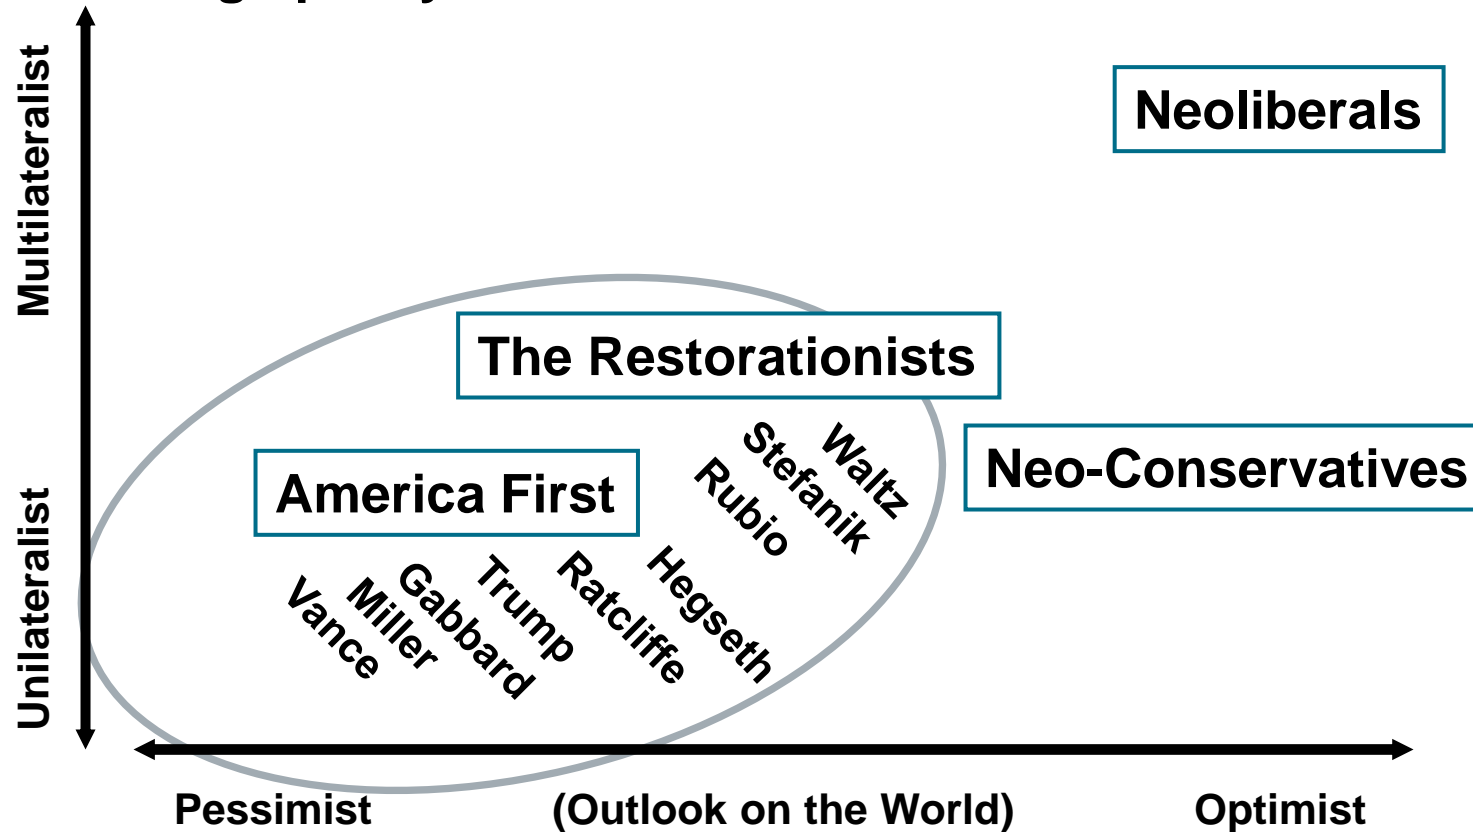 Multilateralist
Unilateralist
Neoliberals
The Restorationists
Neo-Conservatives
America First
Waltz
Stefanik
Rubio
Hegseth
Ratcliffe
Trump
Gabbard
Miller
Vance
Pessimist
(Outlook on the World)
Optimist